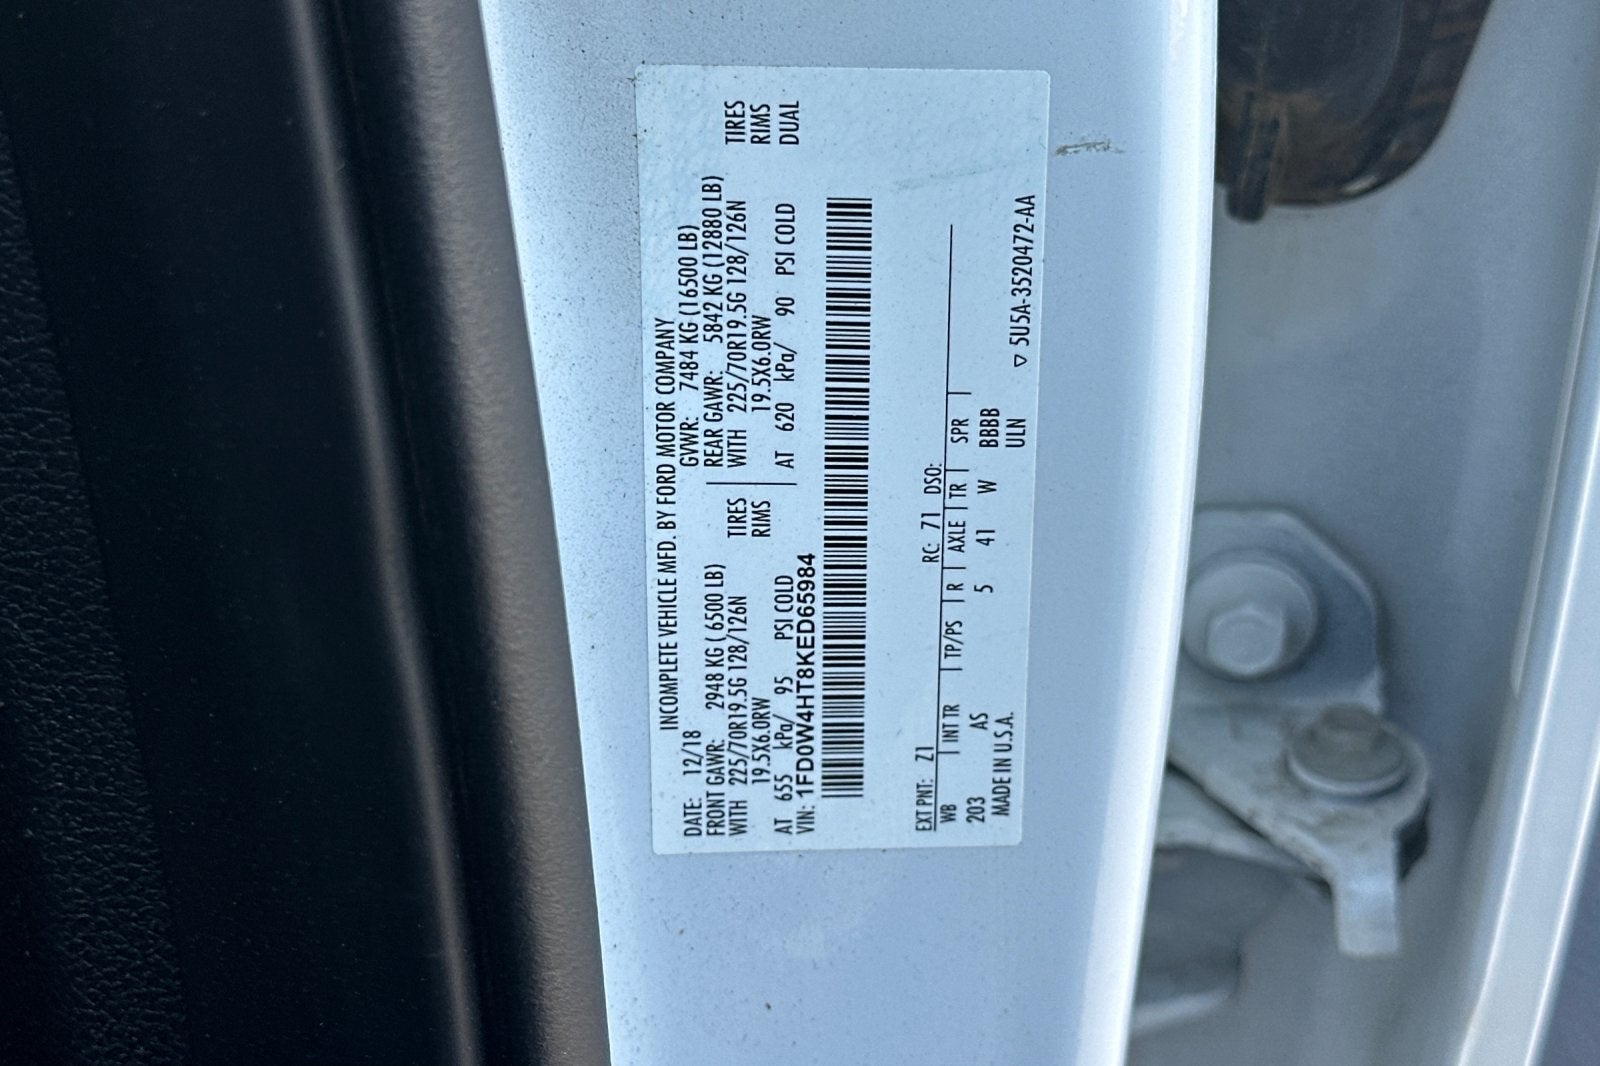 INCOMPLETE VEHICLE MFD. BY FORD MOTOR COMPANY
DATE: 12/18 GVWR: 7484 KG (16500 LB)
FRONT GAWR: 2948 KG ( 6500 LB) REAR GAWR: 5842 KG (12880 LB)
WITH 225/70R19.5G 128/126N TIRES WITH 225/70R19.5G 128/126N TIRES
19.5X6.0RW RIMS 19.5X6.0RW RIMS
AT 655 kPa/ 95 PSI COLD AT 620 kPa/ 90 PSI COLD DUAL
VIN: 1FD0W4HT8KED65984
EXT PNT: Z1 RC: 71 DSO:
WB INT TR TP/PS R AXLE TR SPR
203 AS 5 41 W BBBB
MADE IN U.S.A. ULN
▽ 5U5A-3520472-AA